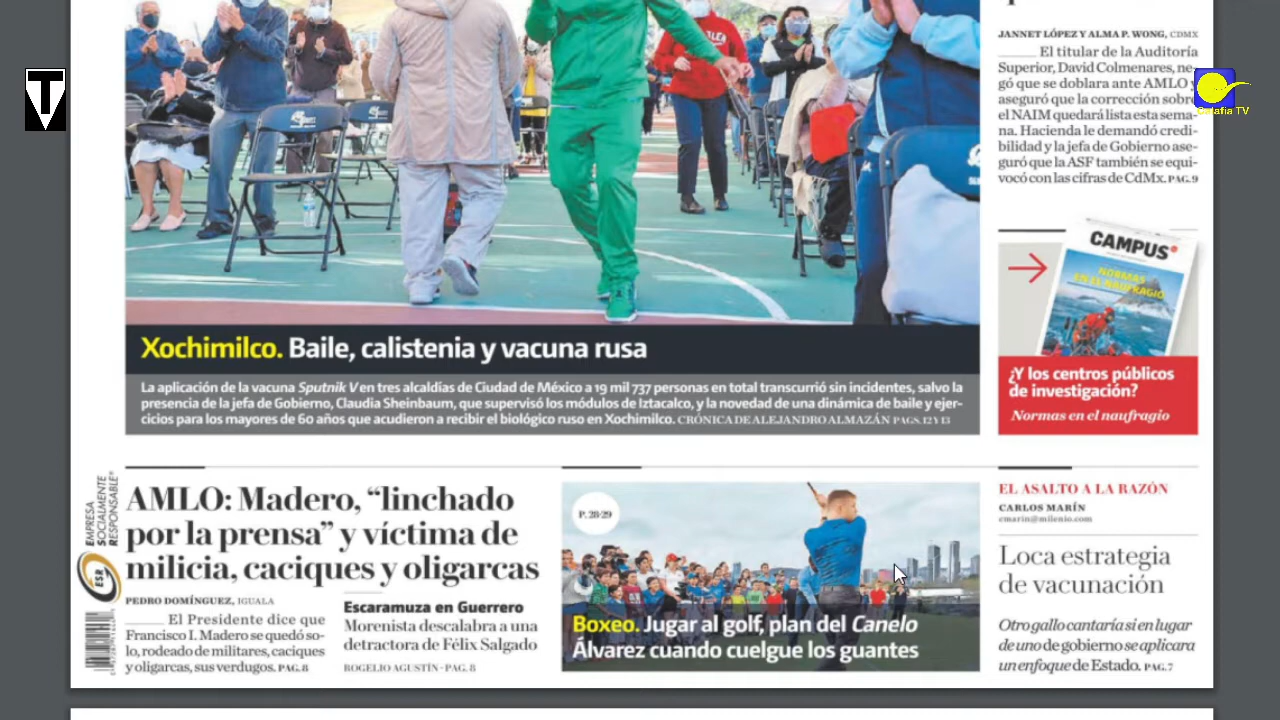 T
JANNET LÓPEZ Y ALMA P. WONG, CDMX
El titular de la Auditoría
Superior, David Colmenares, ne-
gó que se doblara ante AMLO y
aseguró que la corrección sobre
el NAIM quedará lista esta sema-
na. Hacienda le demandó credi-
bilidad y la jefa de Gobierno ase-
guró que la ASF también se equi-
vocó con las cifras de CdMx. PAG. 9
TV
CAMPUS
NORMAS
EN EL NAUFRAGIO
¿Y los centros públicos
de investigación?
Normas en el naufragio
Xochimilco. Baile, calistenia y vacuna rusa
La aplicación de la vacuna Sputnik V en tres alcaldías de Ciudad de México a 19 mil 737 personas en total transcurrió sin incidentes, salvo la
presencia de la jefa de Gobierno, Claudia Sheinbaum, que supervisó los módulos de Iztacalco, y la novedad de una dinámica de baile y ejer-
cicios para los mayores de 60 años que acudieron a recibir el biológico ruso en Xochimilco. CRÓNICA DE ALEJANDRO ALMAZÁN PAGS. 12 Y 13
EMPRESA
SOCIALMENTE
RESPONSABLE
ESR
AMLO: Madero, “linchado
por la prensa” y víctima de
milicia, caciques y oligarcas
PEDRO DOMÍNGUEZ, IGUALA
El Presidente dice que
Francisco I. Madero se quedó so-
lo, rodeado de militares, caciques
y oligarcas, sus verdugos. PAG. 8
Escaramuza en Guerrero
Morenista descalabra a una
detractora de Félix Salgado
ROGELIO AGUSTÍN - PAG. 8
P. 28-29
Boxeo. Jugar al golf, plan del Canelo
Álvarez cuando cuelgue los guantes
EL ASALTO A LA RAZÓN
CARLOS MARÍN
cmarin@milenio.com
Loca estrategia
de vacunación
Otro gallo cantaría si en lugar
de uno de gobierno se aplicara
un enfoque de Estado. PAG. 7